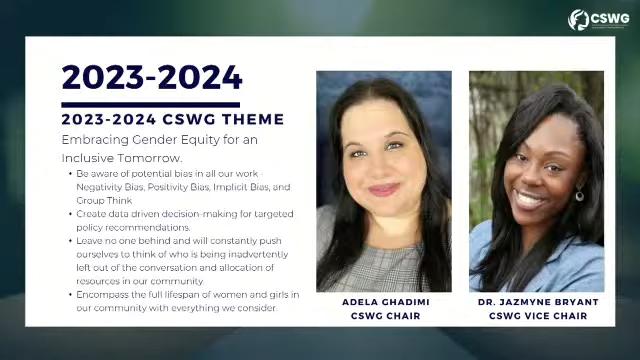 CSWG
2023-2024
2023-2024 CSWG THEME
Embracing Gender Equity for an
Inclusive Tomorrow.
• Be aware of potential bias in all our work -
Negativity Bias, Positivity Bias, Implicit Bias, and
Group Think
• Create data driven decision-making for targeted
policy recommendations.
• Leave no one behind and will constantly push
ourselves to think of who is being inadvertently
left out of the conversation and allocation of
resources in our community.
• Encompass the full lifespan of women and girls in
our community with everything we consider.
ADELA GHADIMI
CSWG CHAIR
DR. JAZMYNE BRYANT
CSWG VICE CHAIR